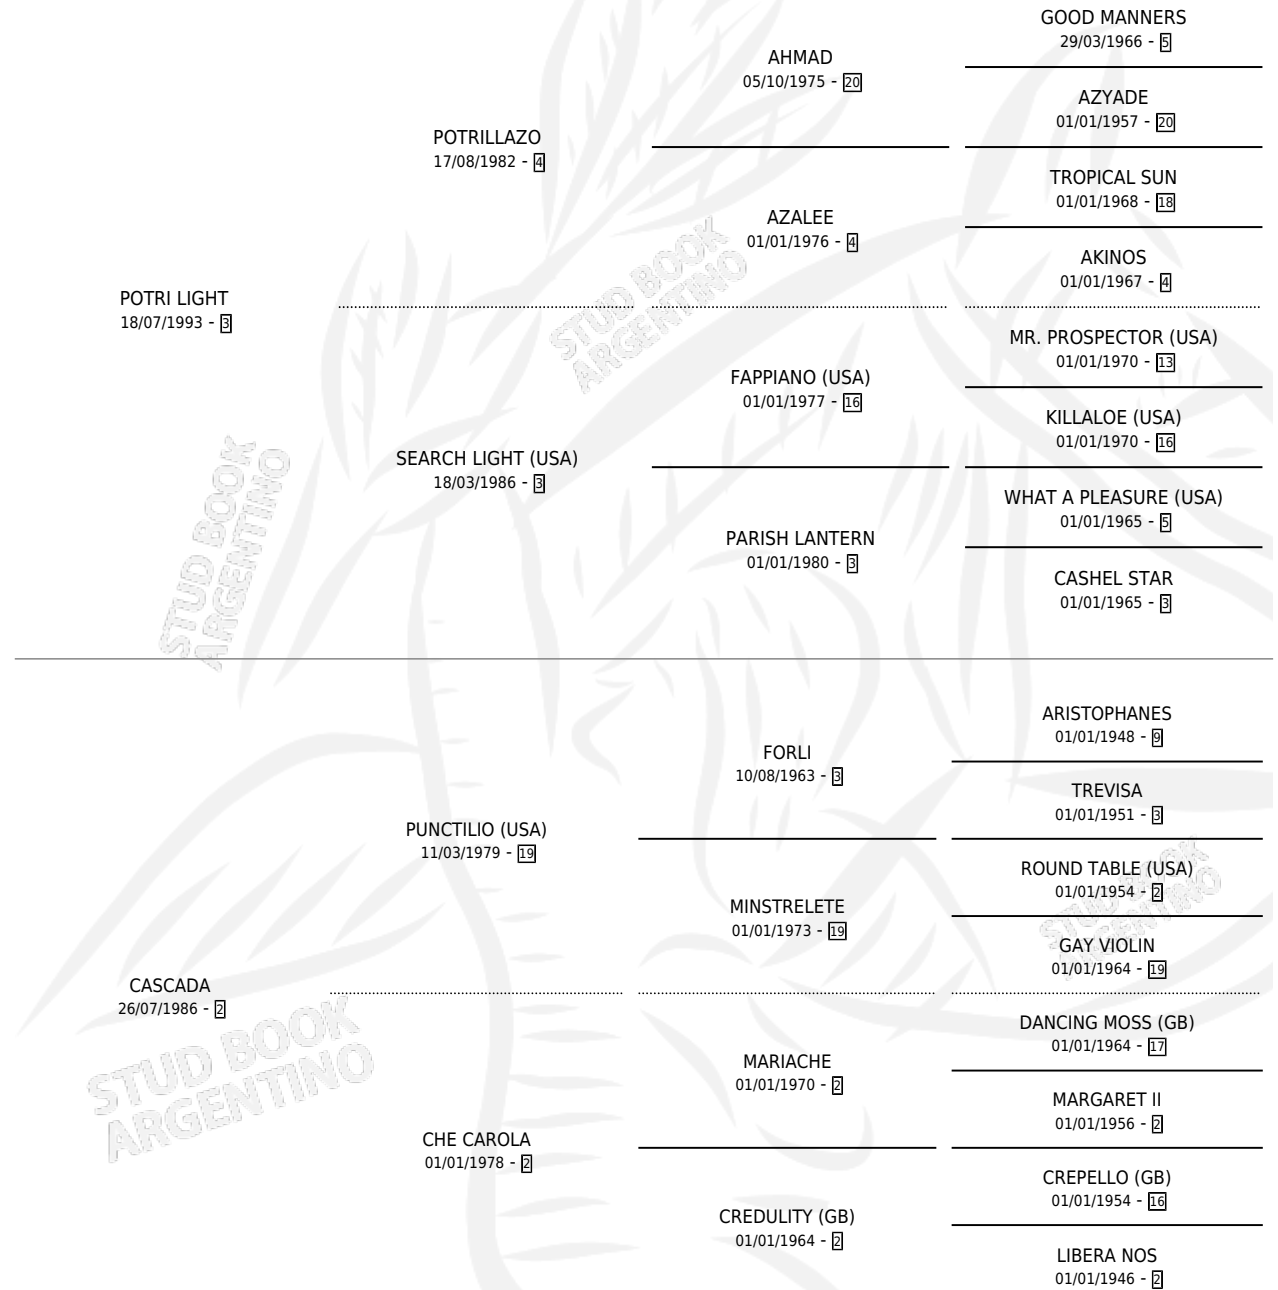 GOOD MANNERS
29/03/1966 - 5
AHMAD
05/10/1975 - 20
AZYADE
01/01/1957 - 20
POTRILLAZO
17/08/1982 - 4
TROPICAL SUN
01/01/1968 - 18
AZALEE
01/01/1976 - 4
AKINOS
01/01/1967 - 4
POTRI LIGHT
18/07/1993 - 3
STUD BOOK
ARGENTINO
MR. PROSPECTOR (USA)
01/01/1970 - 13
FAPPIANO (USA)
01/01/1977 - 16
KILLALOE (USA)
01/01/1970 - 16
SEARCH LIGHT (USA)
18/03/1986 - 3
WHAT A PLEASURE (USA)
01/01/1965 - 5
PARISH LANTERN
01/01/1980 - 3
CASHEL STAR
01/01/1965 - 3
STUD BOOK
ARGENTINO
ARISTOPHANES
01/01/1948 - 9
FORLI
10/08/1963 - 3
TREVISA
01/01/1951 - 3
PUNCTILIO (USA)
11/03/1979 - 19
ROUND TABLE (USA)
01/01/1954 - 2
MINSTRELETE
01/01/1973 - 19
STUD BOOK
ARGENTINO
GAY VIOLIN
01/01/1964 - 19
CASCADA
26/07/1986 - 2
DANCING MOSS (GB)
01/01/1964 - 17
STUD BOOK
ARGENTINO
MARIACHE
01/01/1970 - 2
MARGARET II
01/01/1956 - 2
CHE CAROLA
01/01/1978 - 2
CREPELLO (GB)
01/01/1954 - 16
CREDULITY (GB)
01/01/1964 - 2
LIBERA NOS
01/01/1946 - 2